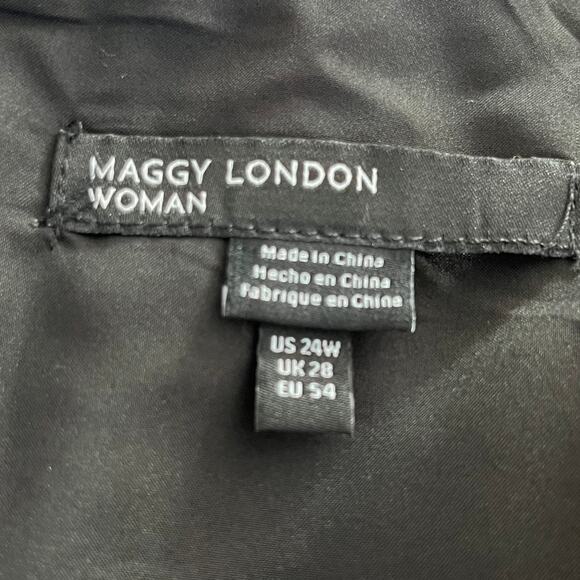 MAGGY LONDON
WOMAN
Made in China
Hecho en China
Fabrique en Chine
US 24W
UK 28
EU 54